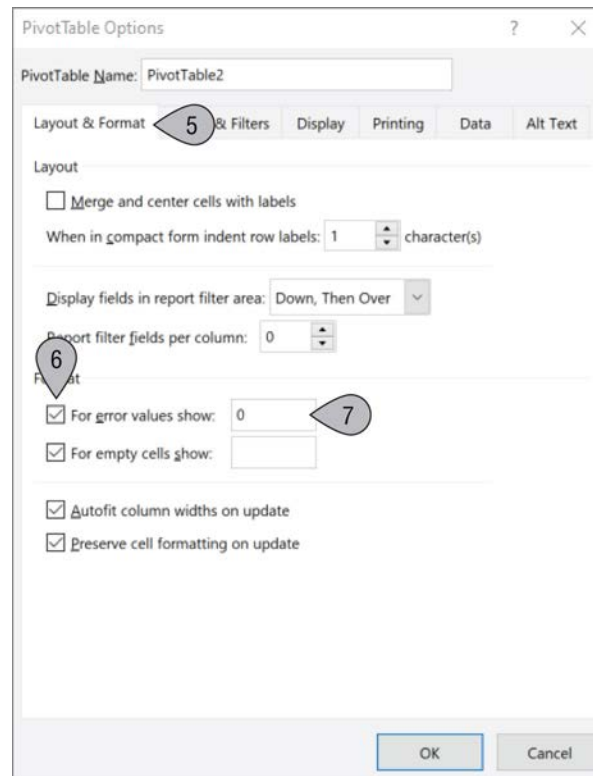 PivotTable Options ?
PivotTable Name: PivotTable2
Layout & Format 5 & Filters Display Printing Data Alt Text
Layout
Merge and center cells with labels
When in compact form indent row labels: 1 character(s)
Display fields in report filter area: Down, Then Over
Report filter fields per column: 0
6
Format
For error values show: 0 7
For empty cells show:
Autofit column widths on update
Preserve cell formatting on update
OK Cancel